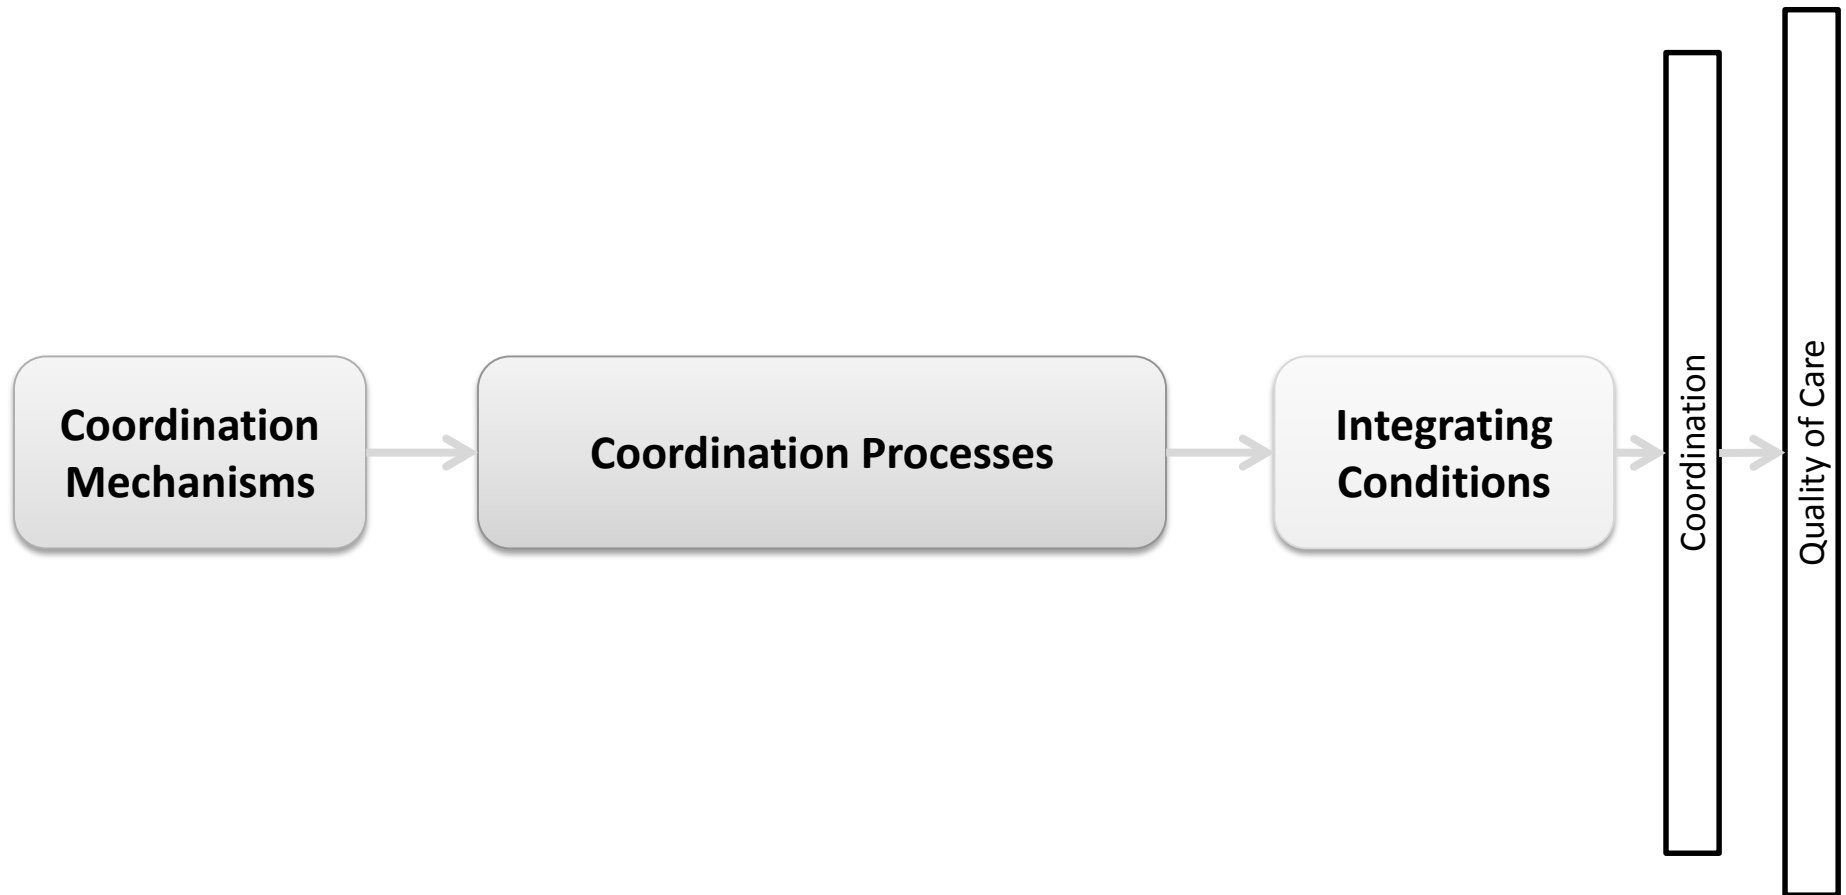 Coordination
Mechanisms
Coordination Processes
Integrating
Conditions
Coordination
Quality of Care